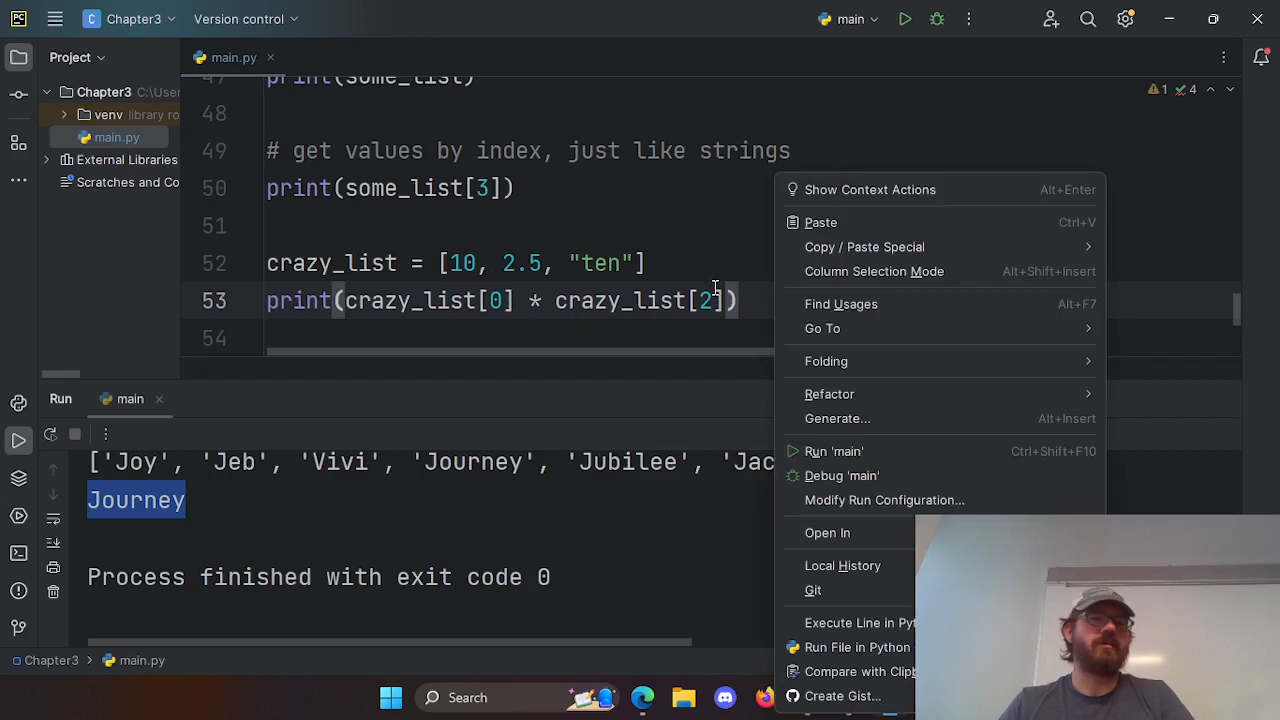 PC
C Chapter3
Version control
main
Project
main.py
Chapter3 C:\User
venv library ro
main.py
External Libraries
Scratches and Co
1 4
47 print(some_list)
48
49 # get values by index, just like strings
50 print(some_list[3])
51
52 crazy_list = [10, 2.5, "ten"]
53 print(crazy_list[0] * crazy_list[2])
54
Show Context Actions Alt+Enter
Paste Ctrl+V
Copy / Paste Special
Column Selection Mode Alt+Shift+Insert
Find Usages Alt+F7
Go To
Folding
Refactor
Generate... Alt+Insert
Run 'main' Ctrl+Shift+F10
Debug 'main'
Modify Run Configuration...
Open In
Local History
Git
Execute Line in Pyt
Run File in Python
Compare with Clipb
Create Gist...
Run main
['Joy', 'Jeb', 'Vivi', 'Journey', 'Jubilee', 'Jac
Journey
Process finished with exit code 0
Chapter3 main.py
Search